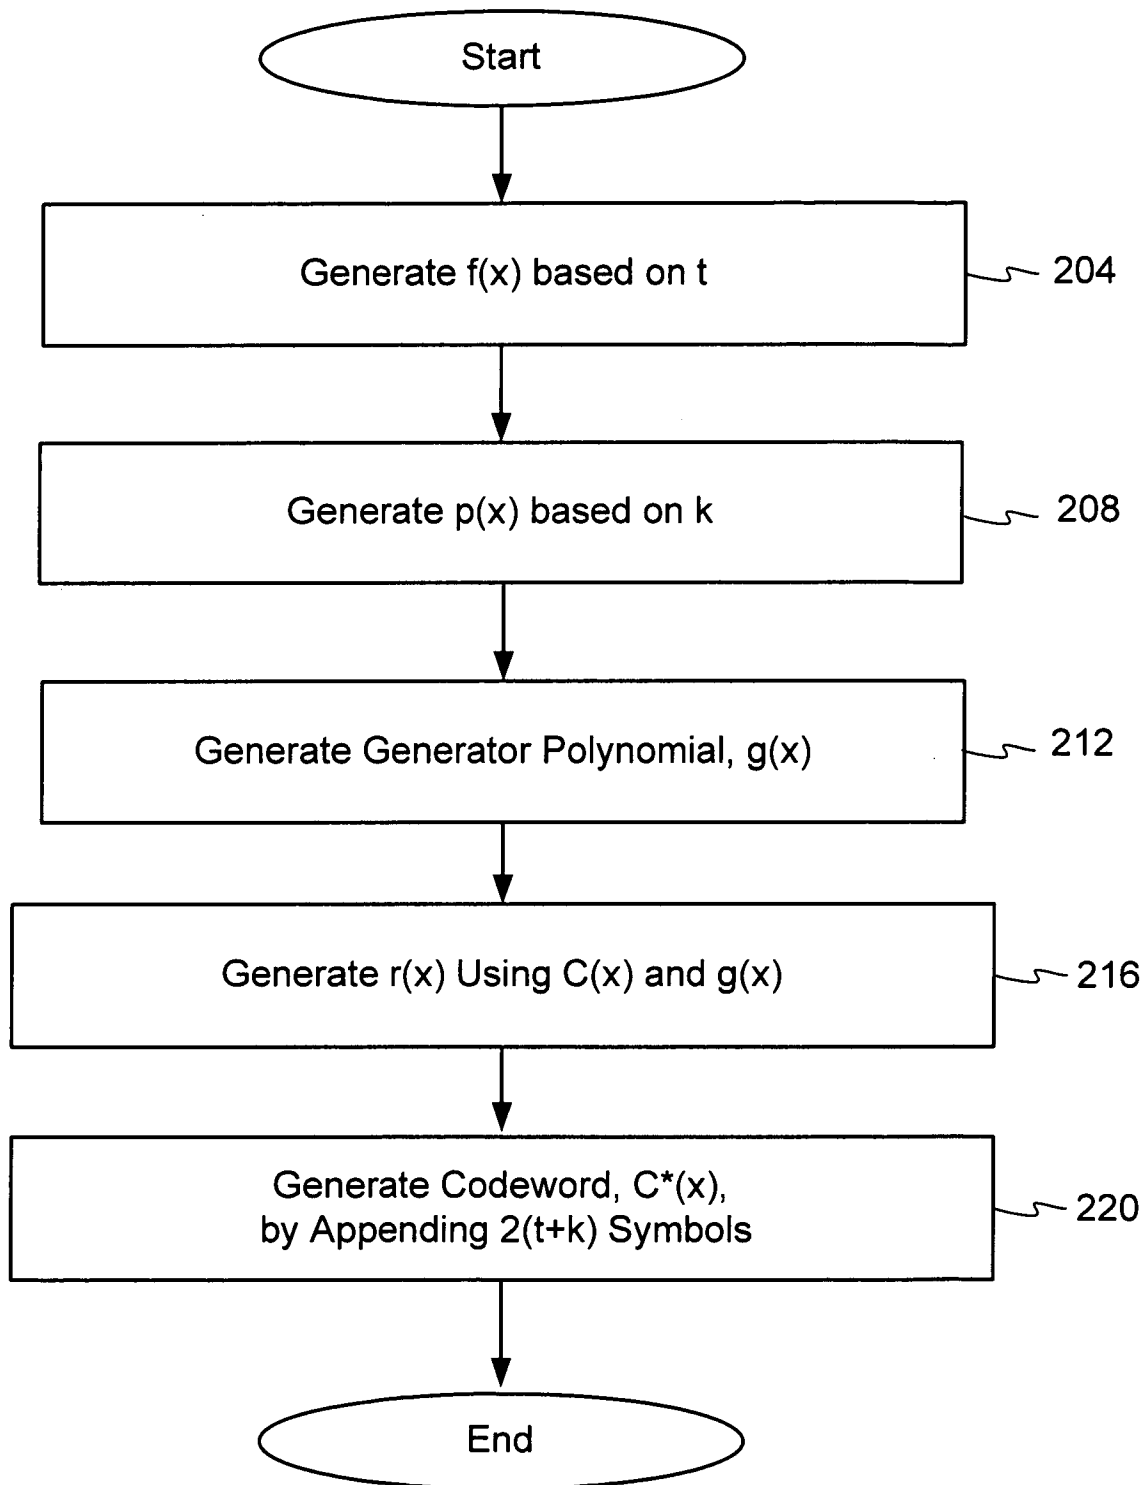 Start
Generate f(x) based on t
204
Generate p(x) based on k
208
Generate Generator Polynomial, g(x)
212
Generate r(x) Using C(x) and g(x)
216
Generate Codeword, C*(x),
by Appending 2(t+k) Symbols
220
End